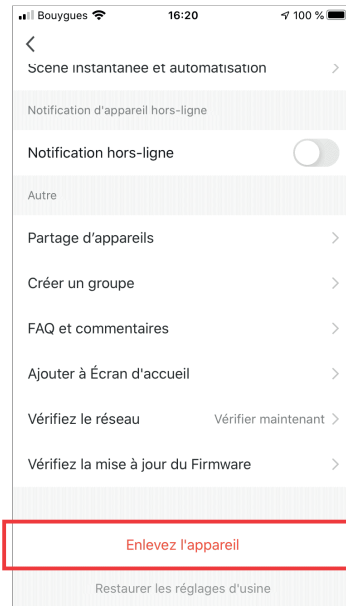 Bouygues 16:20 100 %
Scène instantanée et automatisation
Notification d'appareil hors-ligne
Notification hors-ligne
Autre
Partage d'appareils
Créer un groupe
FAQ et commentaires
Ajouter à Écran d'accueil
Vérifiez le réseau Vérifier maintenant
Vérifiez la mise à jour du Firmware
Enlevez l'appareil
Restaurer les réglages d'usine